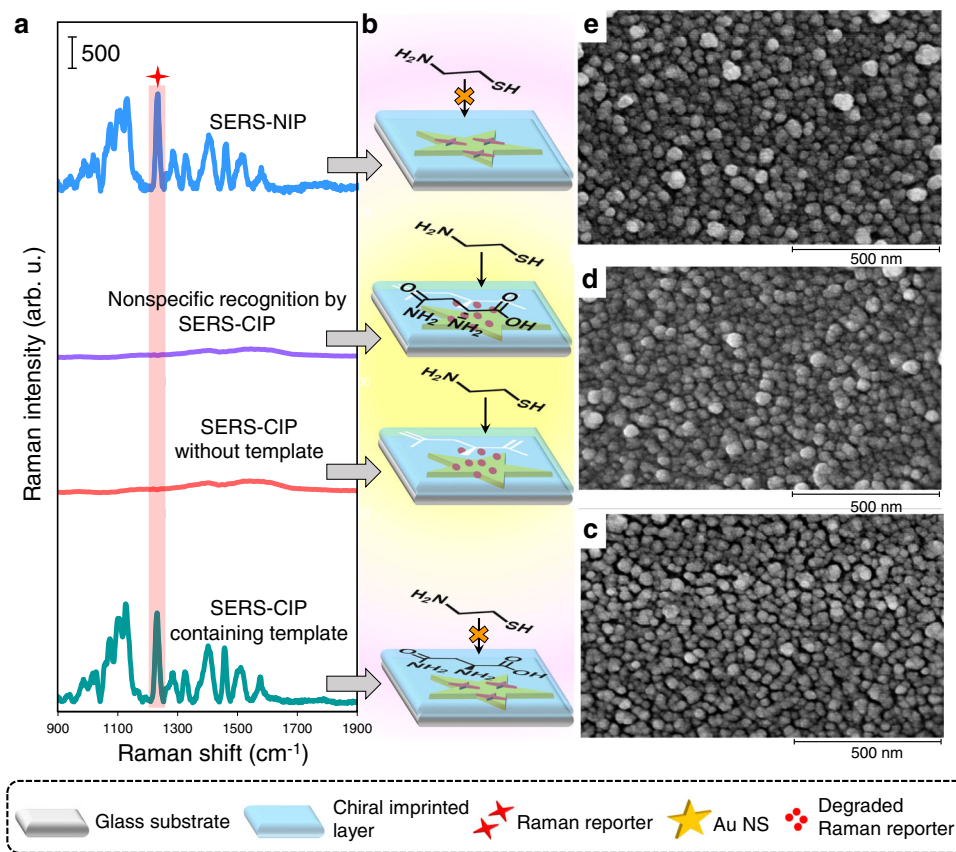 a
500
SERS-NIP
Nonspecific recognition by
SERS-CIP
SERS-CIP
without template
SERS-CIP
containing template
Raman intensity (arb. u.)
900 1100 1300 1500 1700 1900
Raman shift (cm⁻¹)
b
H₂N
SH
H₂N
SH
O
O
NH₂
NH₂
OH
H₂N
SH
H₂N
SH
O
O
NH₂
NH₂
OH
e
500 nm
d
500 nm
c
500 nm
Glass substrate
Chiral imprinted
layer
Raman reporter
Au NS
Degraded
Raman reporter